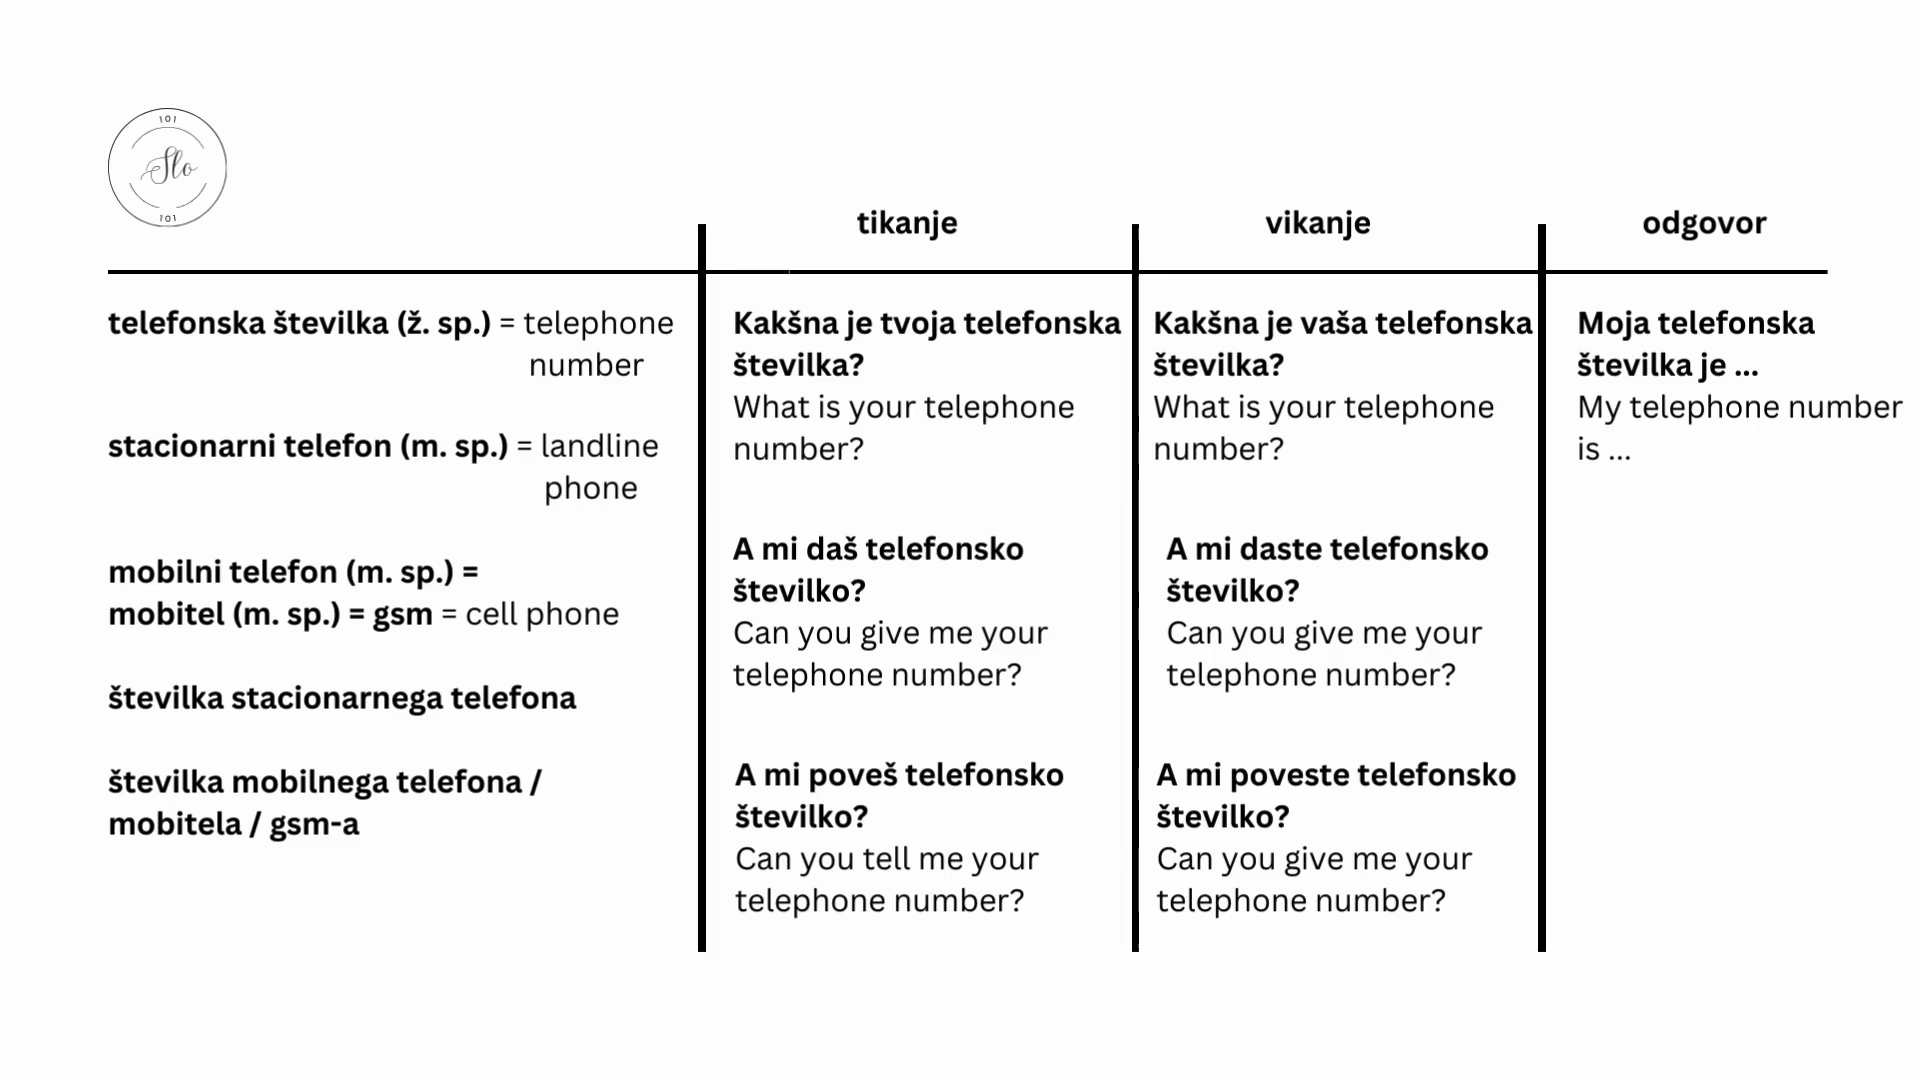 101
Slo
101
tikanje
vikanje
odgovor
telefonska številka (ž. sp.) = telephone
number
stacionarni telefon (m. sp.) = landline
phone
mobilni telefon (m. sp.) =
mobitel (m. sp.) = gsm = cell phone
številka stacionarnega telefona
številka mobilnega telefona /
mobitela / gsm-a
Kakšna je tvoja telefonska
številka?
What is your telephone
number?
A mi daš telefonsko
številko?
Can you give me your
telephone number?
A mi poveš telefonsko
številko?
Can you tell me your
telephone number?
Kakšna je vaša telefonska
številka?
What is your telephone
number?
A mi daste telefonsko
številko?
Can you give me your
telephone number?
A mi poveste telefonsko
številko?
Can you give me your
telephone number?
Moja telefonska
številka je ...
My telephone number
is ...